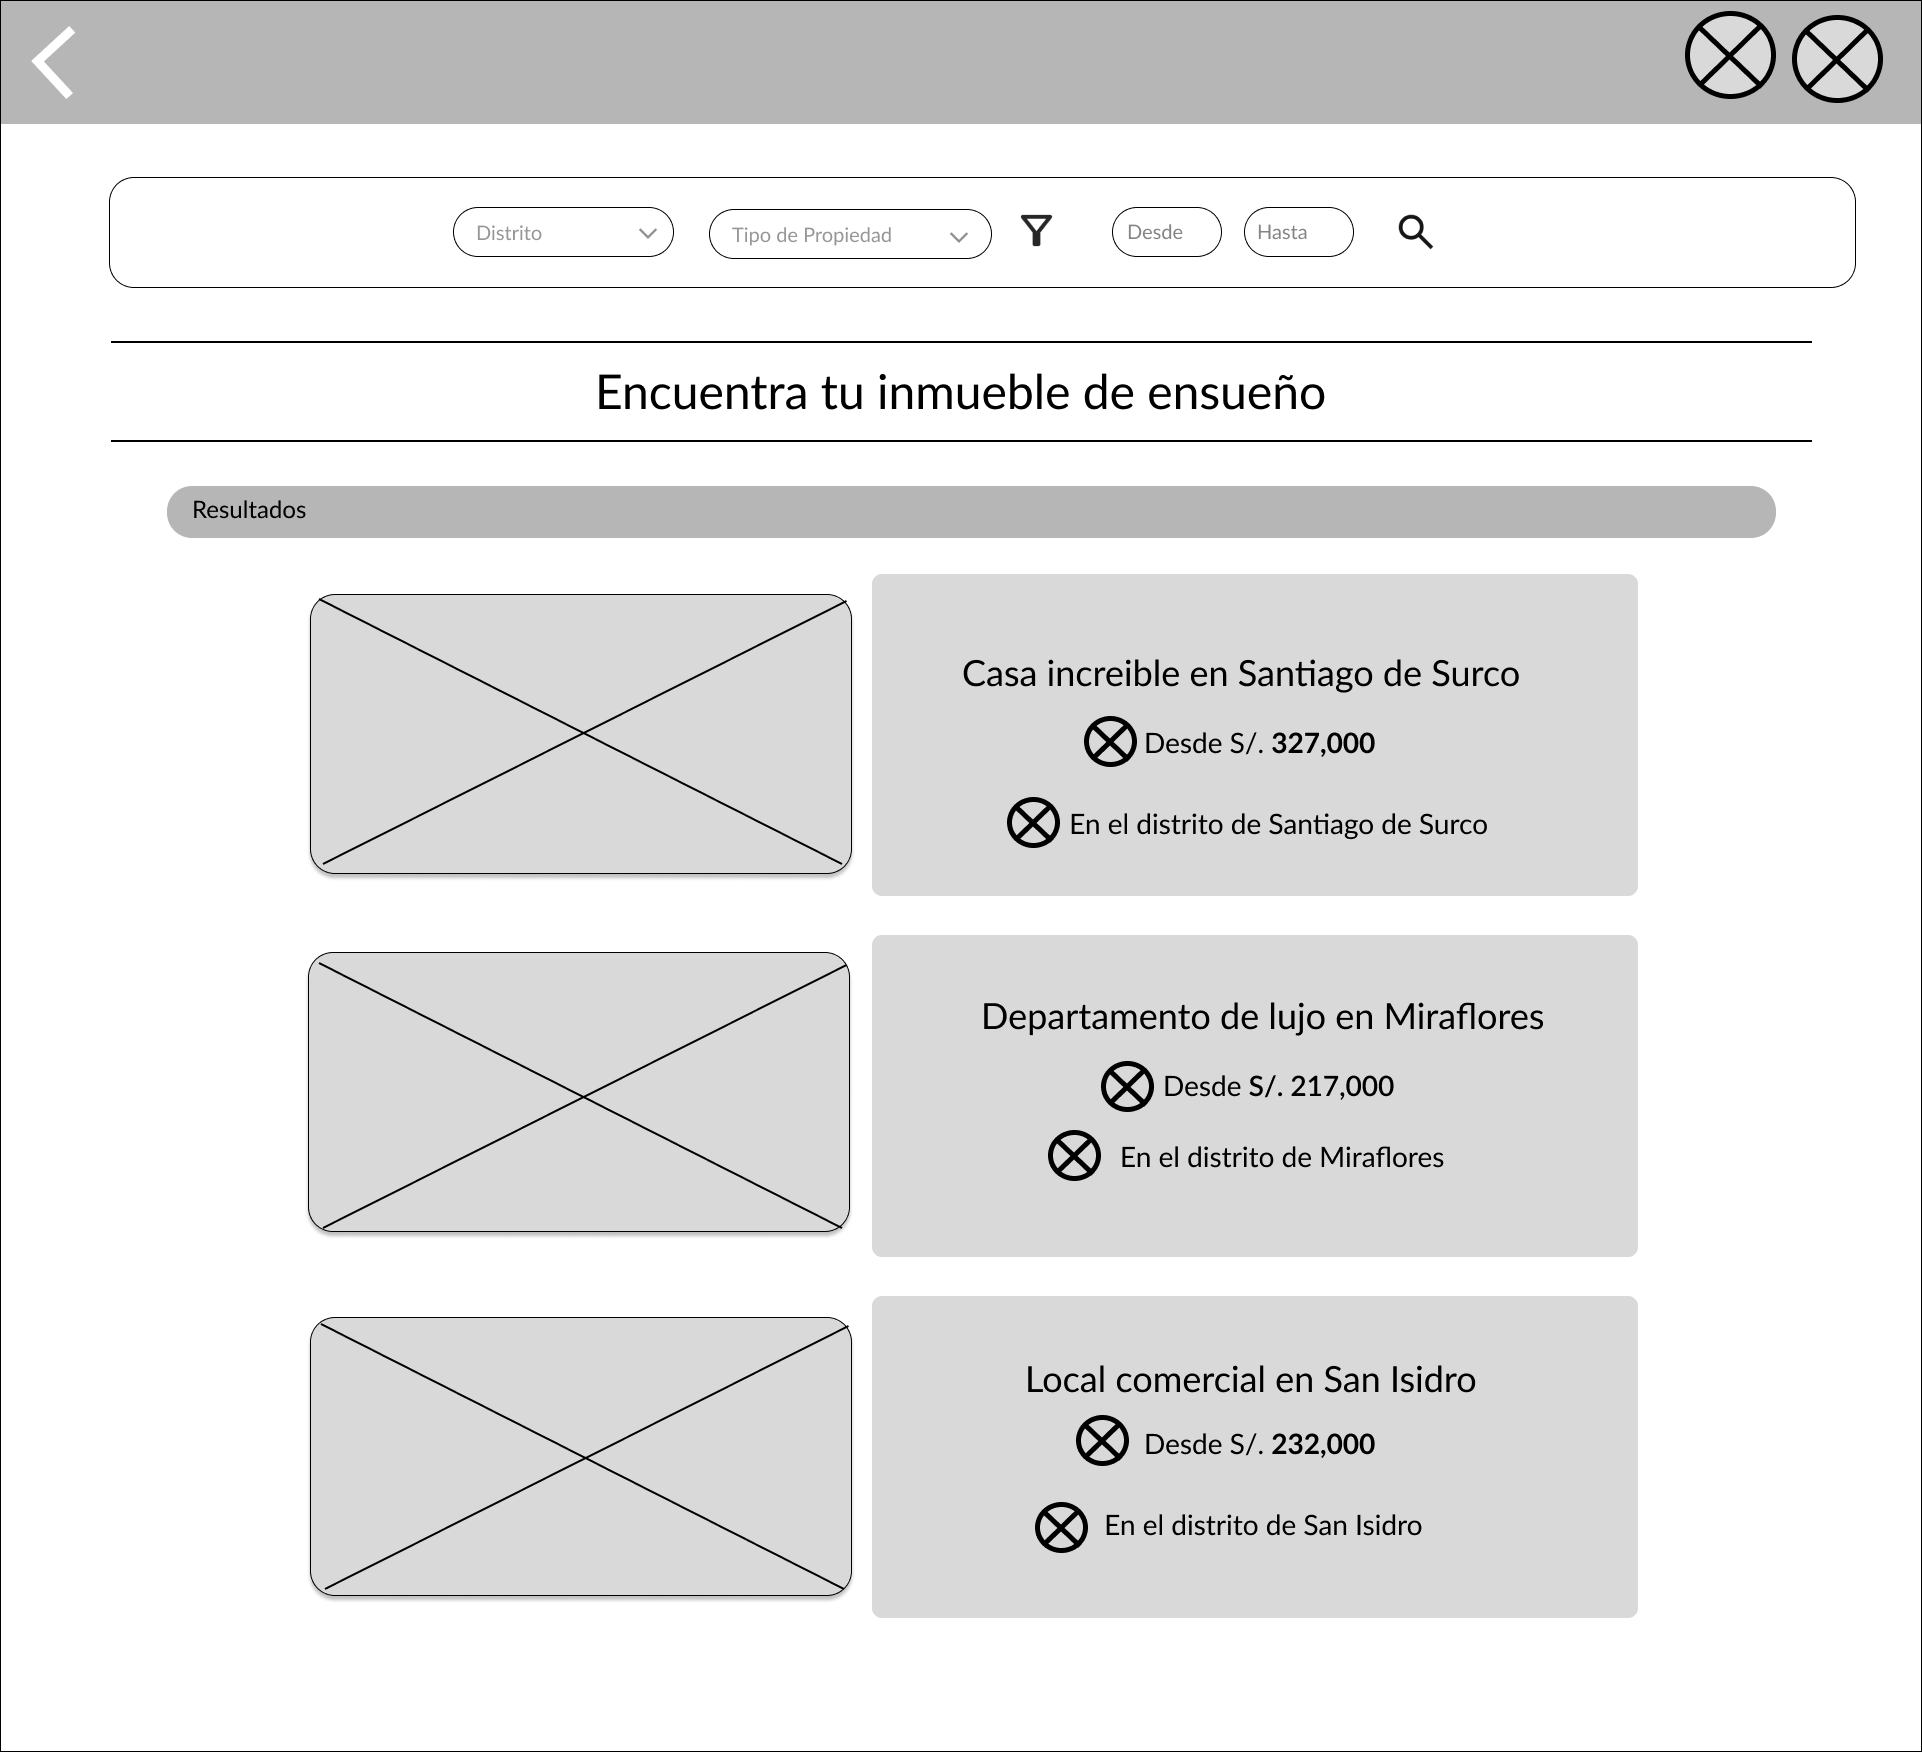 Distrito
Tipo de Propiedad
Desde
Hasta
Encuentra tu inmueble de ensueño
Resultados
Casa increible en Santiago de Surco
Desde S/. 327,000
En el distrito de Santiago de Surco
Departamento de lujo en Miraflores
Desde S/. 217,000
En el distrito de Miraflores
Local comercial en San Isidro
Desde S/. 232,000
En el distrito de San Isidro